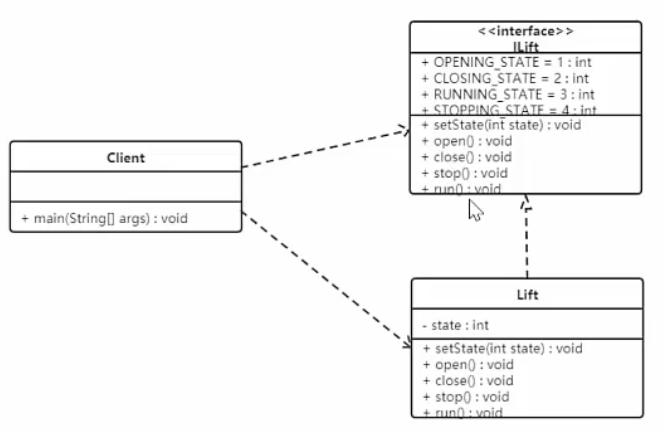 <<interface>>
ILift
+ OPENING_STATE = 1 : int
+ CLOSING_STATE = 2 : int
+ RUNNING_STATE = 3 : int
+ STOPPING_STATE = 4 : int
+ setState(int state) : void
+ open() : void
+ close() : void
+ stop() : void
+ run() : void
Client
+ main(String[] args) : void
Lift
- state : int
+ setState(int state) : void
+ open() : void
+ close() : void
+ stop() : void
+ run() : void